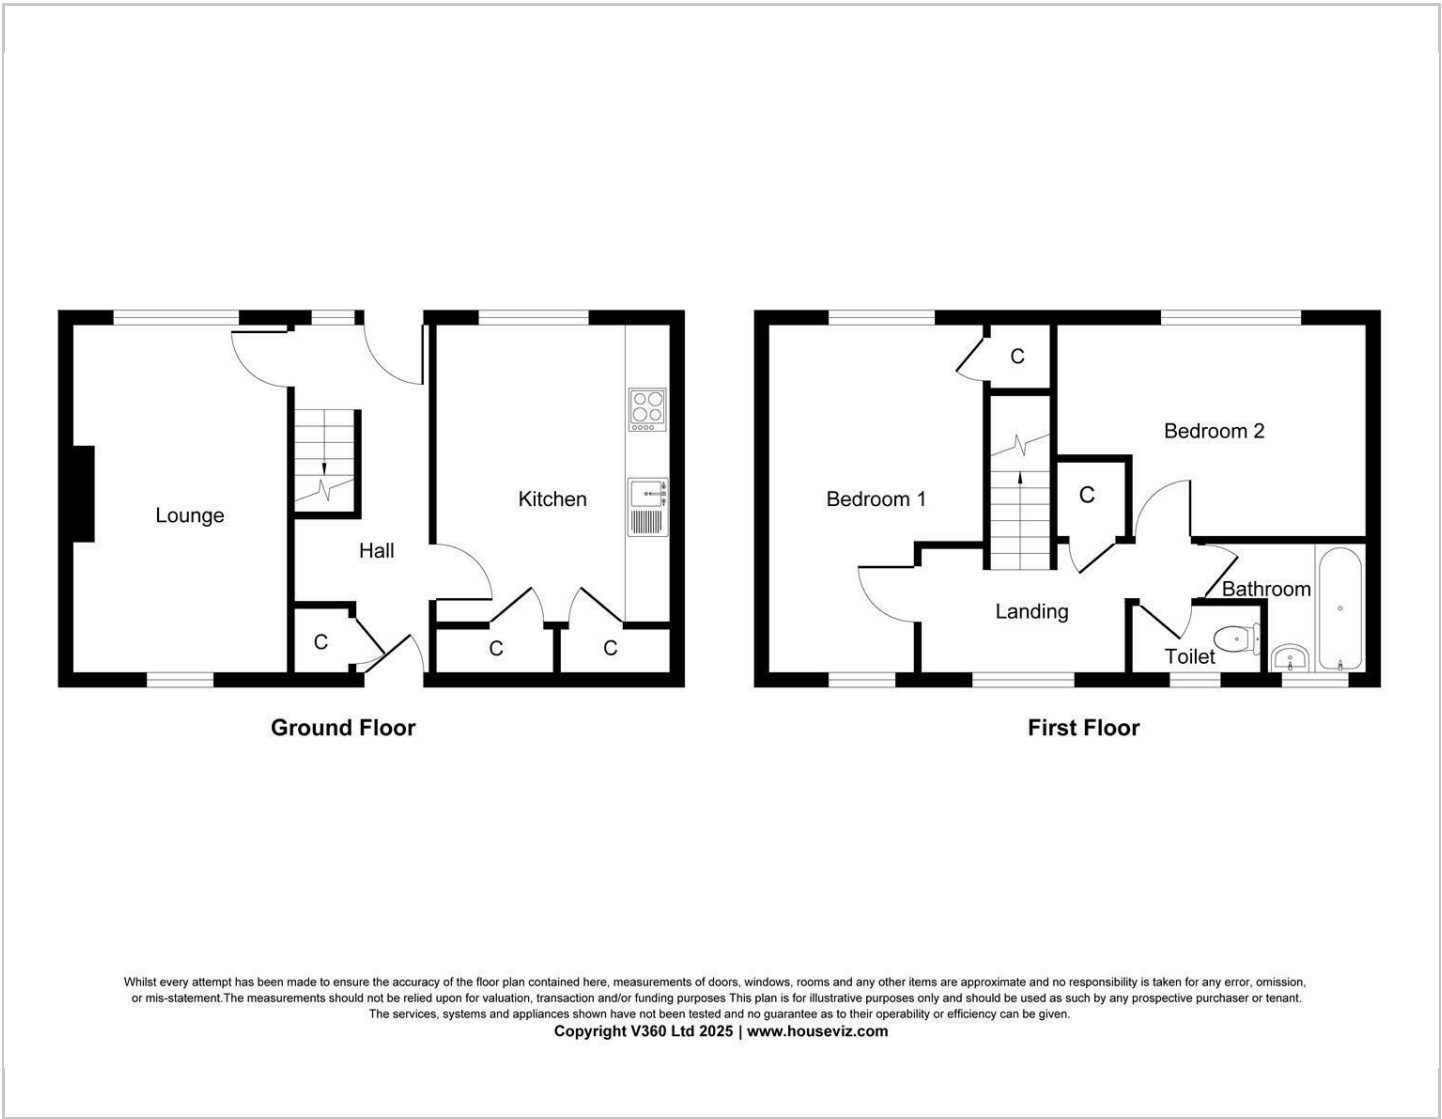 Lounge
Hall
Kitchen
C
C
C
Ground Floor
C
Bedroom 2
Bedroom 1
C
Bathroom
Landing
Toilet
First Floor
Whilst every attempt has been made to ensure the accuracy of the floor plan contained here, measurements of doors, windows, rooms and any other items are approximate and no responsibility is taken for any error, omission,
or mis-statement.The measurements should not be relied upon for valuation, transaction and/or funding purposes This plan is for illustrative purposes only and should be used as such by any prospective purchaser or tenant.
The services, systems and appliances shown have not been tested and no guarantee as to their operability or efficiency can be given.
Copyright V360 Ltd 2025 | www.houseviz.com